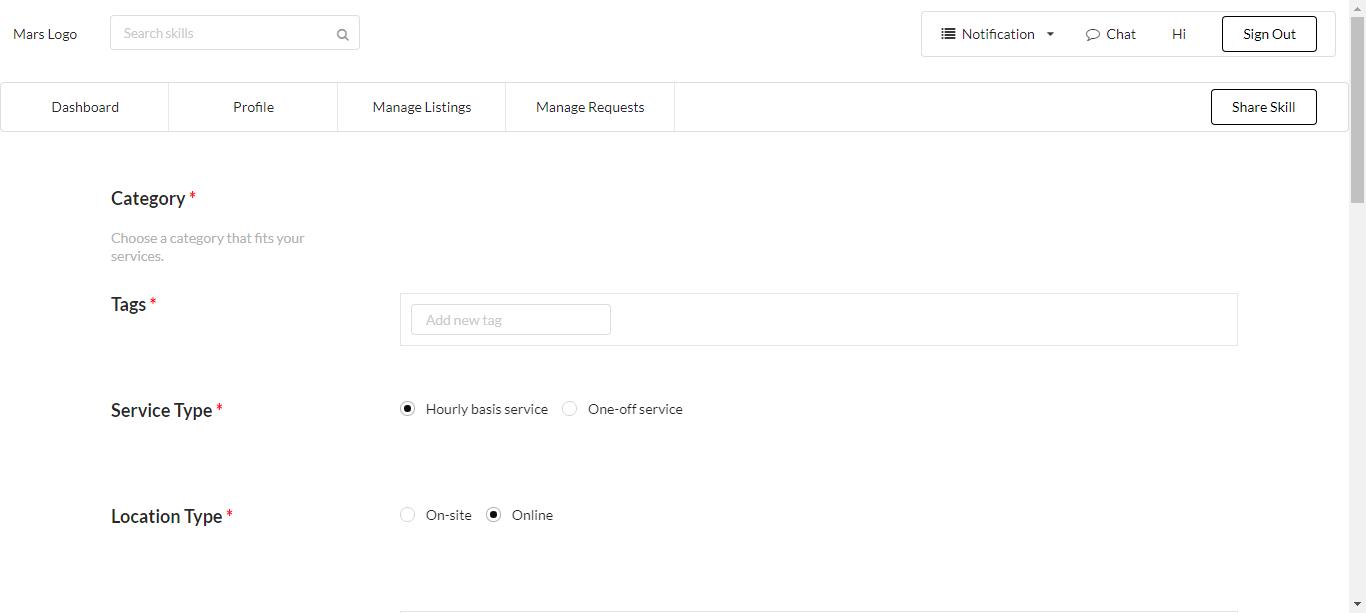 Mars Logo
Search skills
Notification
Chat
Hi
Sign Out
Dashboard
Profile
Manage Listings
Manage Requests
Share Skill
Category *
Choose a category that fits your
services.
Tags *
Add new tag
Service Type *
Hourly basis service
One-off service
Location Type *
On-site
Online